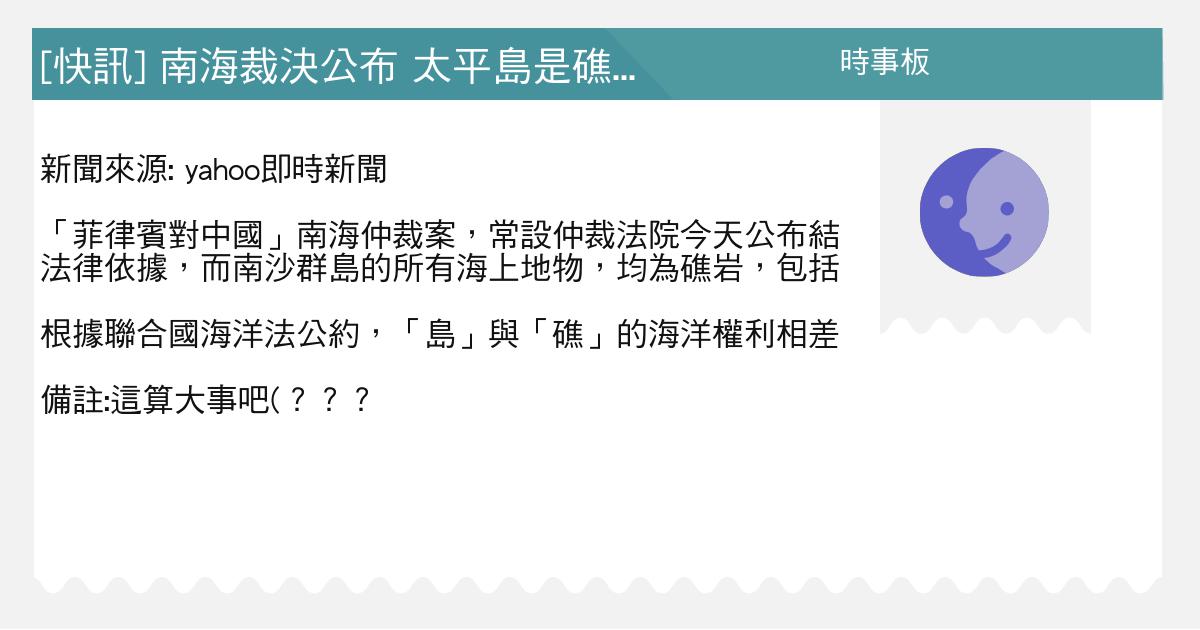 [快訊] 南海裁決公布 太平島是礁...
時事板
新聞來源: yahoo即時新聞
「菲律賓對中國」南海仲裁案，常設仲裁法院今天公布結
法律依據，而南沙群島的所有海上地物，均為礁岩，包括
根據聯合國海洋法公約，「島」與「礁」的海洋權利相差
備註:這算大事吧(？？？